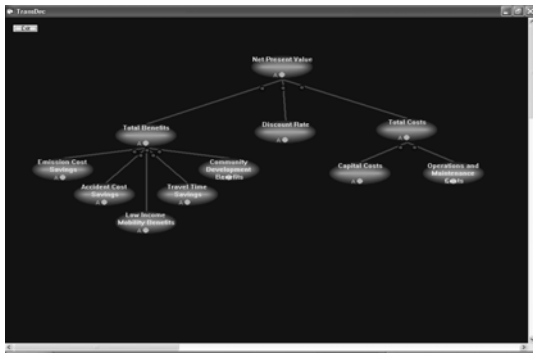 TransDec
Exit
Net Present Value
Total Benefits
Discount Rate
Total Costs
Emission Cost
Savings
Community
Development
Benefits
Capital Costs
Operations and
Maintenance
Costs
Accident Cost
Savings
Travel Time
Savings
Low Income
Mobility Benefits